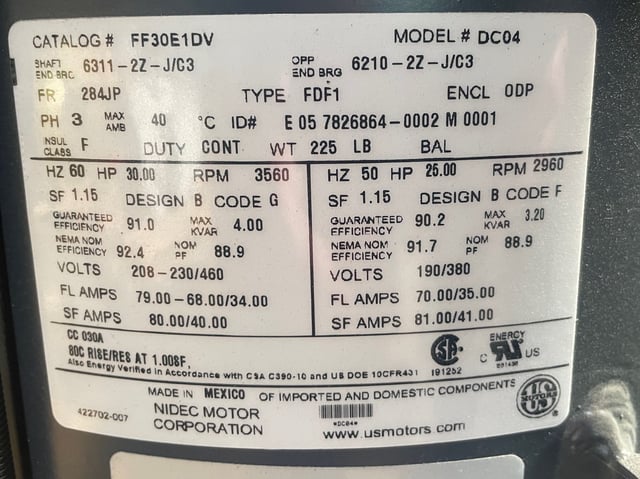 CATALOG # FF30E1DV MODEL # DC04
SHAFT END BRG 6311-2Z-J/C3 OPP END BRG 6210-2Z-J/C3
FR 284JP TYPE FDF1 ENCL ODP
PH 3 MAX AMB 40 °C ID# E 05 7826864-0002 M 0001
INSUL CLASS F DUTY CONT. WT 225 LB BAL
HZ 60 HP 30.00 RPM 3560
SF 1.15 DESIGN B CODE G
GUARANTEED EFFICIENCY 91.0 MAX KVAR 4.00
NEMA NOM EFFICIENCY 92.4 NOM PF 88.9
VOLTS 208-230/460
FL AMPS 79.00-68.00/34.00
SF AMPS 80.00/40.00
HZ 50 HP 25.00 RPM 2960
SF 1.15 DESIGN B CODE F
GUARANTEED EFFICIENCY 90.2 MAX KVAR 3.20
NEMA NOM EFFICIENCY 91.7 NOM PF 88.9
VOLTS 190/380
FL AMPS 70.00/35.00
SF AMPS 81.00/41.00
CC 030A
80C RISE/RES AT 1.00SF,
Also Energy Verified in Accordance with CSA C390-10 and US DOE 10CFR431
SA
191252
ENERGY
C UR US
MADE IN MEXICO OF IMPORTED AND DOMESTIC COMPONENTS
422702-007
NIDEC MOTOR
CORPORATION
*DC04*
www.usmotors.com
US
MOTORS